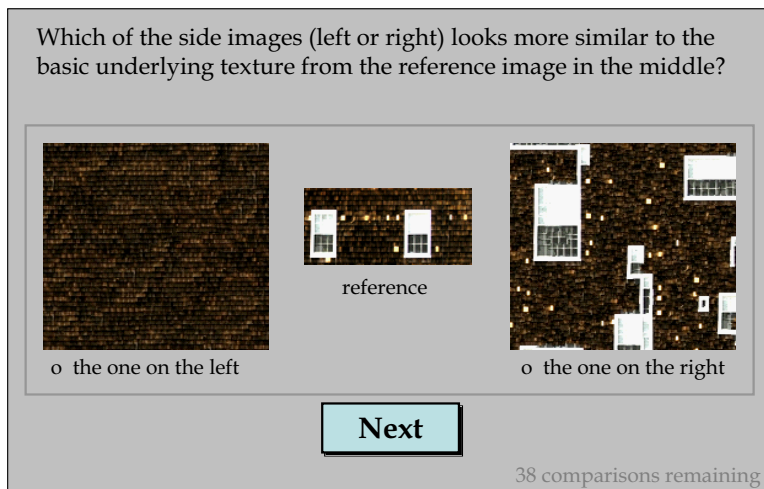 Which of the side images (left or right) looks more similar to the
basic underlying texture from the reference image in the middle?
reference
o the one on the left
o the one on the right
Next
38 comparisons remaining